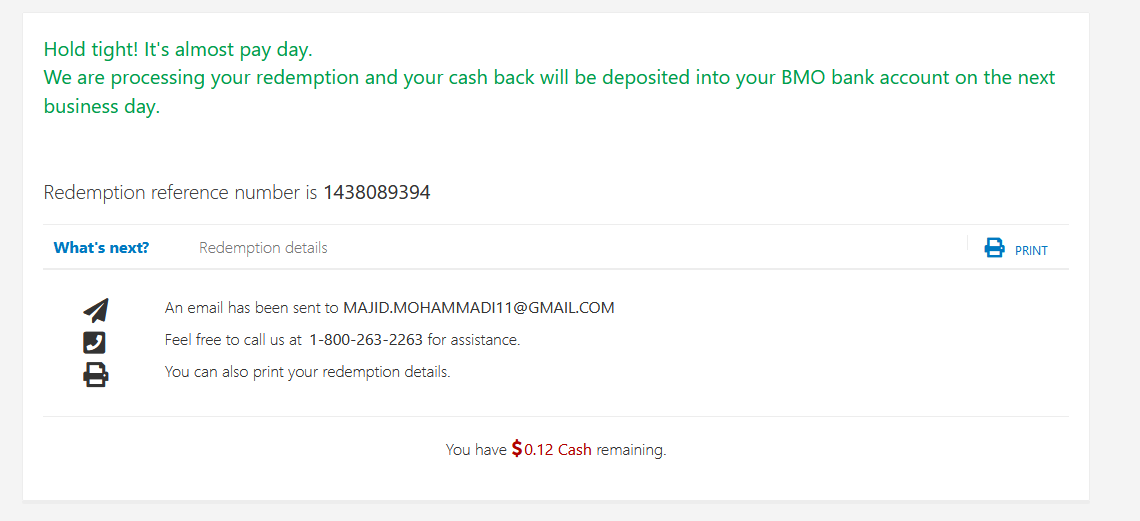 Hold tight! It's almost pay day.
We are processing your redemption and your cash back will be deposited into your BMO bank account on the next
business day.
Redemption reference number is 1438089394
What's next? Redemption details PRINT
An email has been sent to MAJID.MOHAMMADI11@GMAIL.COM
Feel free to call us at 1-800-263-2263 for assistance.
You can also print your redemption details.
You have $0.12 Cash remaining.